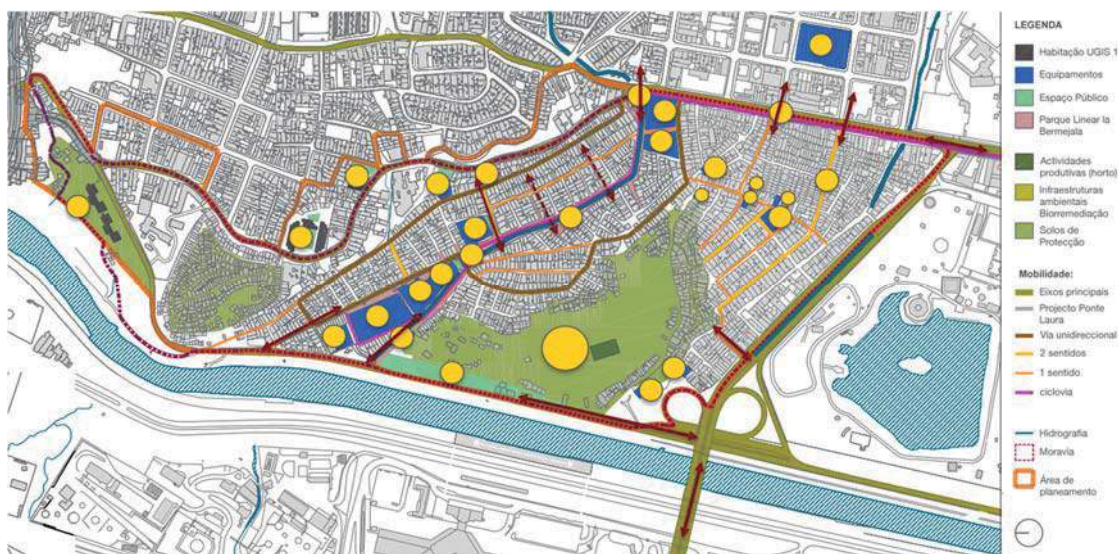 LEGENDA
Habitação UGIS 1
Equipamentos
Espaço Público
Parque Linear la
Bermejala
Actividades
produtivas (horto)
Infraestruturas
ambientais
Biorremediação
Solos de
Protecção
Mobilidade:
Eixos principais
Projecto Ponte
Laura
Via unidireccional
2 sentidos
1 sentido
ciclovia
Hidrografia
Moravia
Área de
planeamento